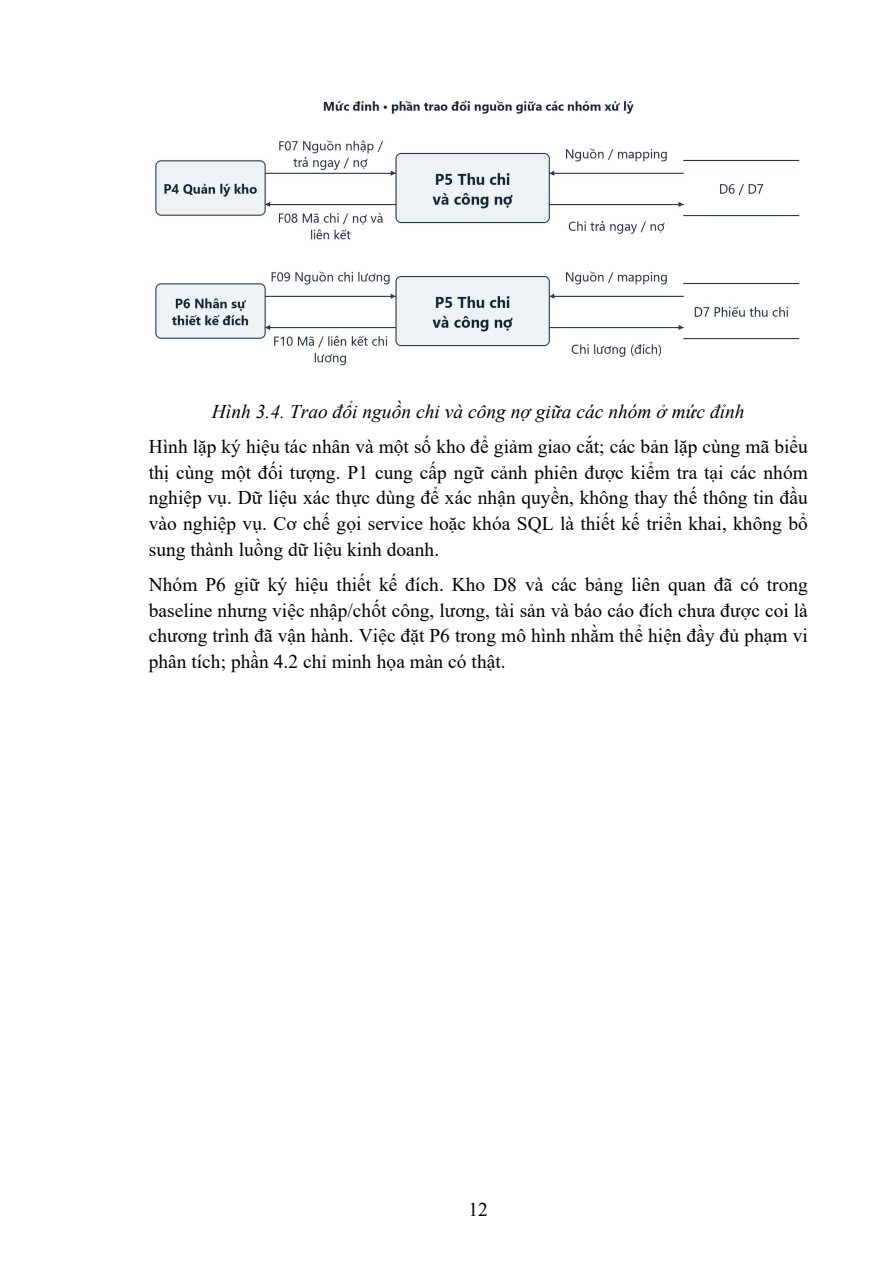 Mức đỉnh • phần trao đổi nguồn giữa các nhóm xử lý
F07 Nguồn nhập /
trả ngay / nợ
P4 Quản lý kho
F08 Mã chi / nợ và
liên kết
P5 Thu chi
và công nợ
Nguồn / mapping
D6 / D7
Chi trả ngay / nợ
F09 Nguồn chi lương
P6 Nhân sự
thiết kế đích
F10 Mã / liên kết chi
lương
P5 Thu chi
và công nợ
Nguồn / mapping
D7 Phiếu thu chi
Chi lương (đích)
Hình 3.4. Trao đổi nguồn chi và công nợ giữa các nhóm ở mức đỉnh
Hình lặp ký hiệu tác nhân và một số kho để giảm giao cắt; các bản lặp cùng mã biểu
thị cùng một đối tượng. P1 cung cấp ngữ cảnh phiên được kiểm tra tại các nhóm
nghiệp vụ. Dữ liệu xác thực dùng để xác nhận quyền, không thay thế thông tin đầu
vào nghiệp vụ. Cơ chế gọi service hoặc khóa SQL là thiết kế triển khai, không bổ
sung thành luồng dữ liệu kinh doanh.
Nhóm P6 giữ ký hiệu thiết kế đích. Kho D8 và các bảng liên quan đã có trong
baseline nhưng việc nhập/chốt công, lương, tài sản và báo cáo đích chưa được coi là
chương trình đã vận hành. Việc đặt P6 trong mô hình nhằm thể hiện đầy đủ phạm vi
phân tích; phần 4.2 chỉ minh họa màn có thật.
12